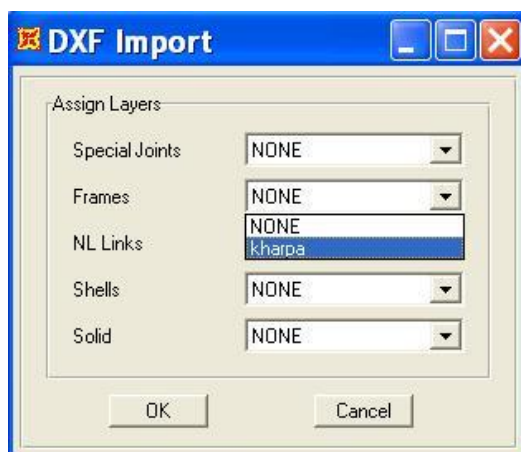 DXF Import
Assign Layers
Special Joints NONE
Frames NONE
NONE
NL Links kharpa
Shells NONE
Solid NONE
OK Cancel